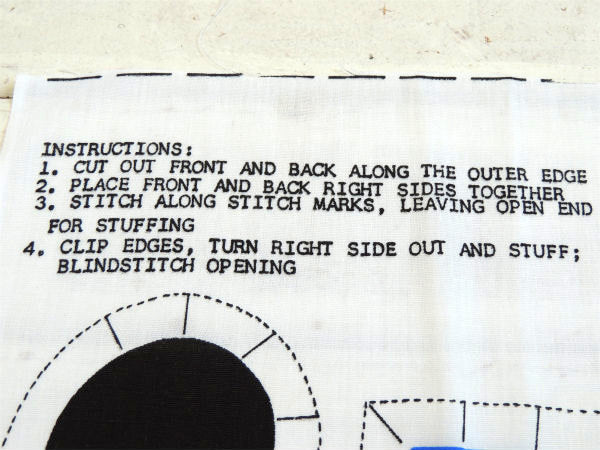 INSTRUCTIONS:
1. CUT OUT FRONT AND BACK ALONG THE OUTER EDGE
2. PLACE FRONT AND BACK RIGHT SIDES TOGETHER
3. STITCH ALONG STITCH MARKS, LEAVING OPEN END
FOR STUFFING
4. CLIP EDGES, TURN RIGHT SIDE OUT AND STUFF;
BLINDSTITCH OPENING